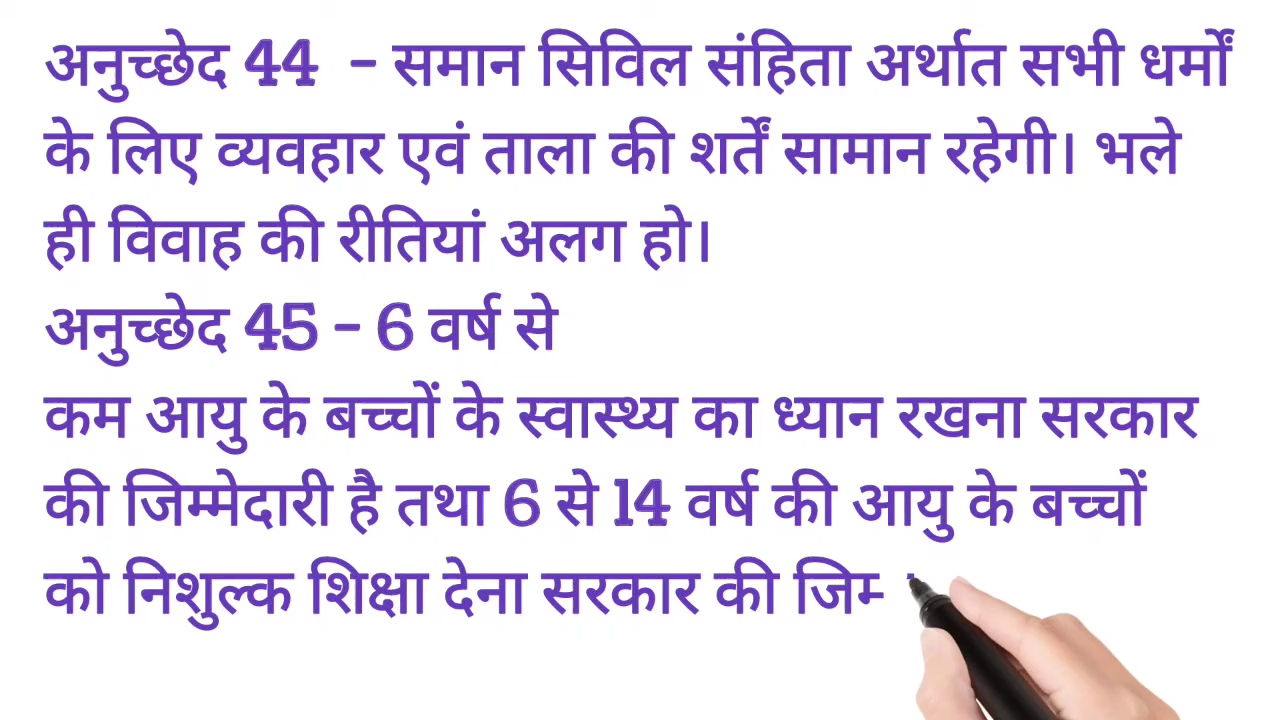 अनुच्छेद 44 - समान सिविल संहिता अर्थात सभी धर्मों
के लिए व्यवहार एवं ताला की शर्तें सामान रहेगी। भले
ही विवाह की रीतियां अलग हो।
अनुच्छेद 45 - 6 वर्ष से
कम आयु के बच्चों के स्वास्थ्य का ध्यान रखना सरकार
की जिम्मेदारी है तथा 6 से 14 वर्ष की आयु के बच्चों
को निशुल्क शिक्षा देना सरकार की